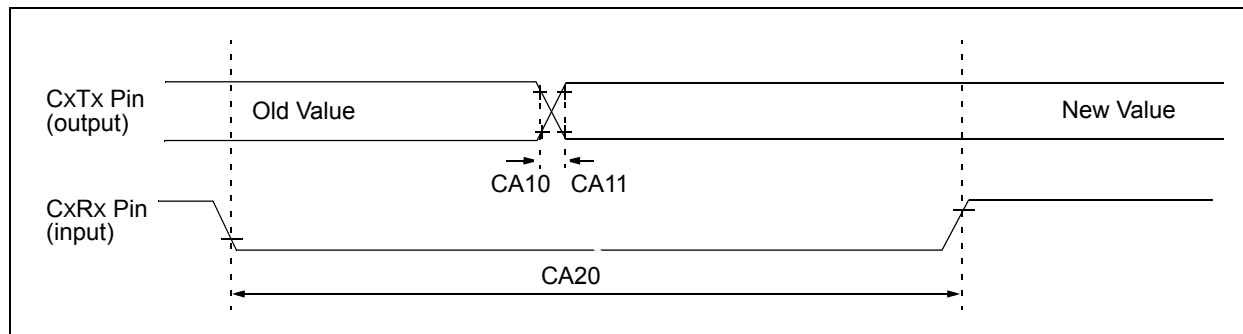 CxTx Pin
(output)
Old Value
New Value
CA10 CA11
CxRx Pin
(input)
CA20